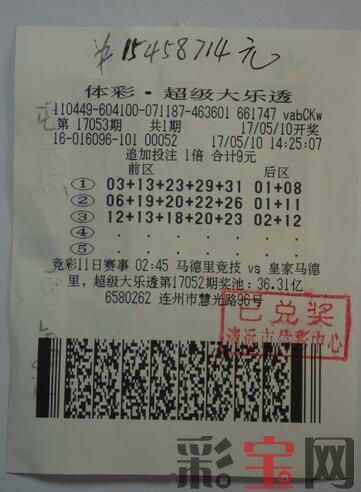 ¥15458714元
体彩·超级大乐透
110449-604100-071187-463601 661747 vabCKw
第 17053期 共1期 17/05/10开奖
16-016096-101 00052 17/05/10 14:25:07
追加投注 1倍 合计9元
前区 后区
① 03+13+23+29+31 01+08
② 06+19+20+22+26 01+11
③ 12+13+18+20+23 02+12
④
⑤
竞彩11日赛事 02:45 马德里竞技 vs 皇家马德
里，超级大乐透第17052期奖池：36.31亿
6580262 连州市慧光路96号
已兑奖
清远市体彩中心
彩宝网